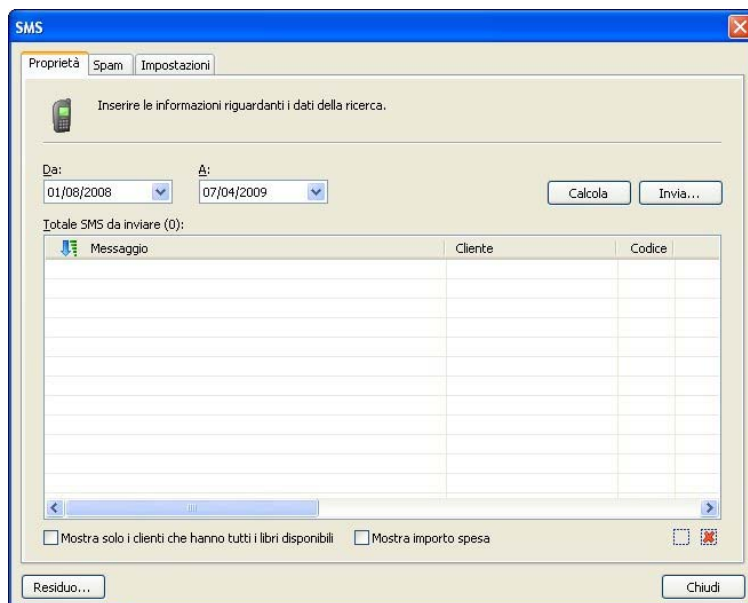 SMS
Proprietà Spam Impostazioni
Inserire le informazioni riguardanti i dati della ricerca.
Da: A:
01/08/2008 07/04/2009 Calcola Invia...
Totale SMS da inviare (0):
Messaggio Cliente Codice
Mostra solo i clienti che hanno tutti i libri disponibili Mostra importo spesa
Residuo... Chiudi